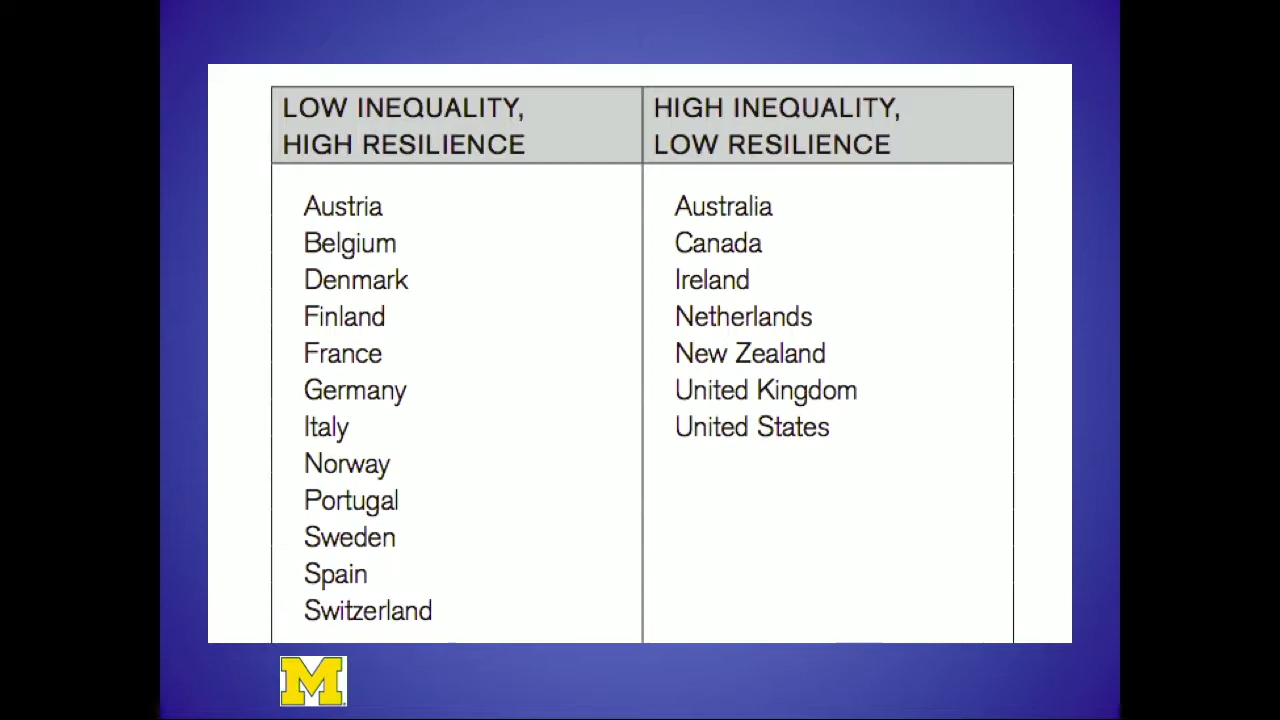 LOW INEQUALITY,
HIGH RESILIENCE
HIGH INEQUALITY,
LOW RESILIENCE
Austria
Belgium
Denmark
Finland
France
Germany
Italy
Norway
Portugal
Sweden
Spain
Switzerland
Australia
Canada
Ireland
Netherlands
New Zealand
United Kingdom
United States
M